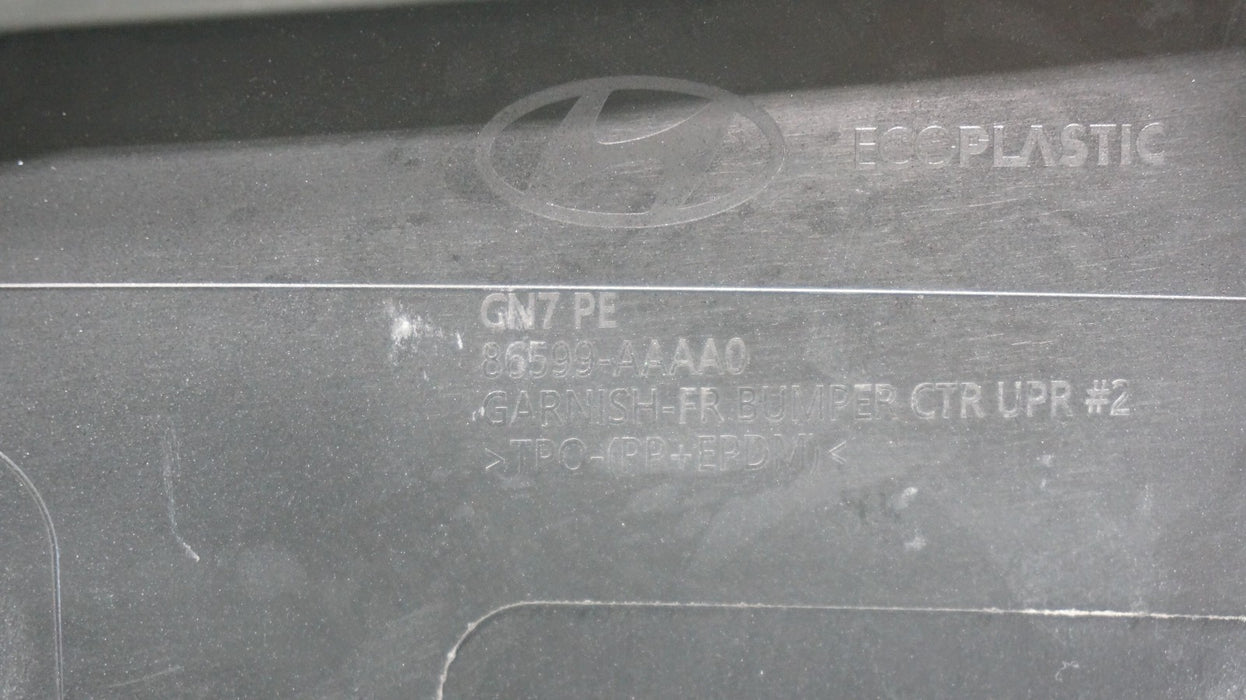 ECOPLASTIC
GN7 PE
86599-AAAA0
GARNISH-FR BUMPER CTR UPR #2
>TPO-(PP+EPDM)<